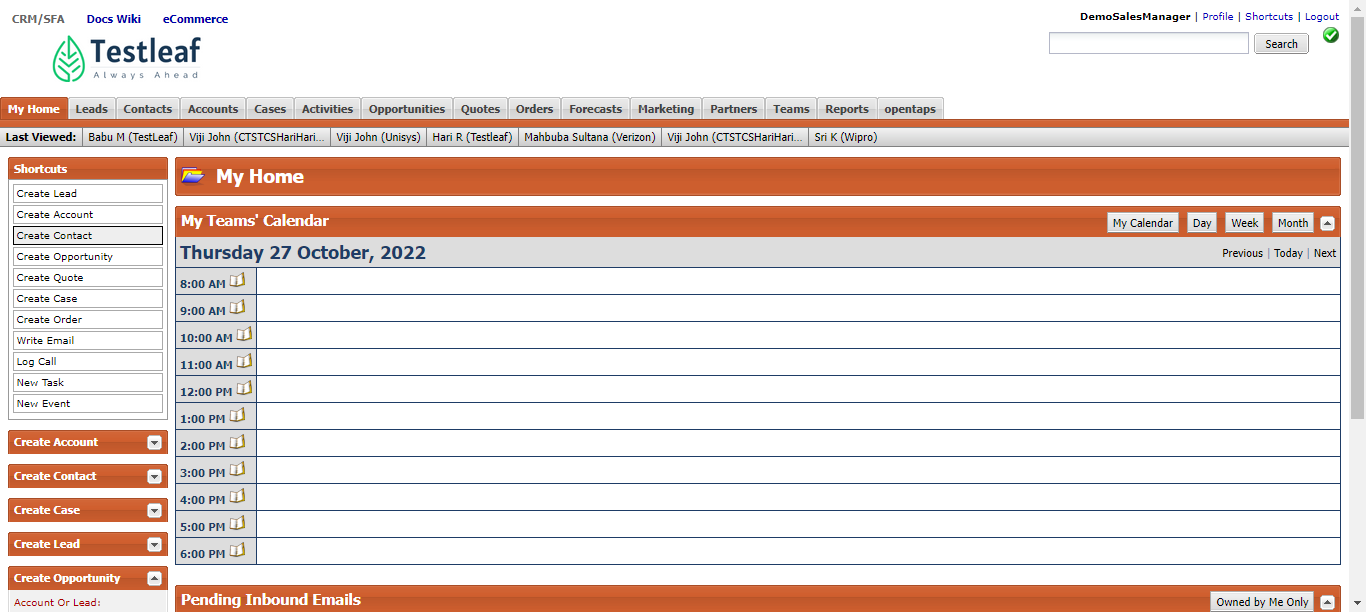 CRM/SFA Docs Wiki eCommerce
DemoSalesManager | Profile | Shortcuts | Logout
Testleaf
Always Ahead
Search
My Home Leads Contacts Accounts Cases Activities Opportunities Quotes Orders Forecasts Marketing Partners Teams Reports opentaps
Last Viewed: Babu M (TestLeaf) Viji John (CTSTCSHariHari... Viji John (Unisys) Hari R (Testleaf) Mahbuba Sultana (Verizon) Viji John (CTSTCSHariHari... Sri K (Wipro)
Shortcuts
Create Lead
Create Account
Create Contact
Create Opportunity
Create Quote
Create Case
Create Order
Write Email
Log Call
New Task
New Event
Create Account
Create Contact
Create Case
Create Lead
Create Opportunity
Account Or Lead:
My Home
My Teams' Calendar My Calendar Day Week Month
Thursday 27 October, 2022 Previous | Today | Next
8:00 AM
9:00 AM
10:00 AM
11:00 AM
12:00 PM
1:00 PM
2:00 PM
3:00 PM
4:00 PM
5:00 PM
6:00 PM
Pending Inbound Emails Owned by Me Only